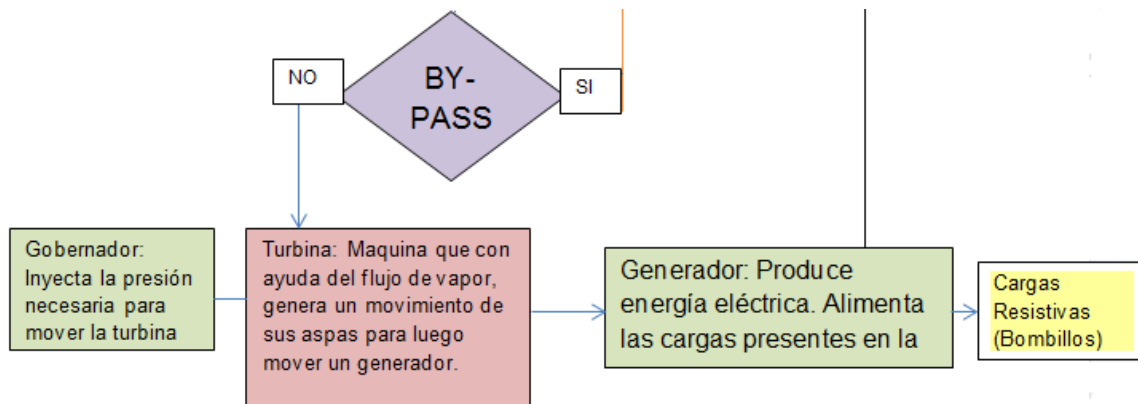 NO
BY-
PASS
SI
Gobernador:
Inyecta la presión
necesaria para
mover la turbina
Turbina: Maquina que con
ayuda del flujo de vapor,
genera un movimiento de
sus aspas para luego
mover un generador.
Generador: Produce
energía eléctrica. Alimenta
las cargas presentes en la
Cargas
Resistivas
(Bombillos)